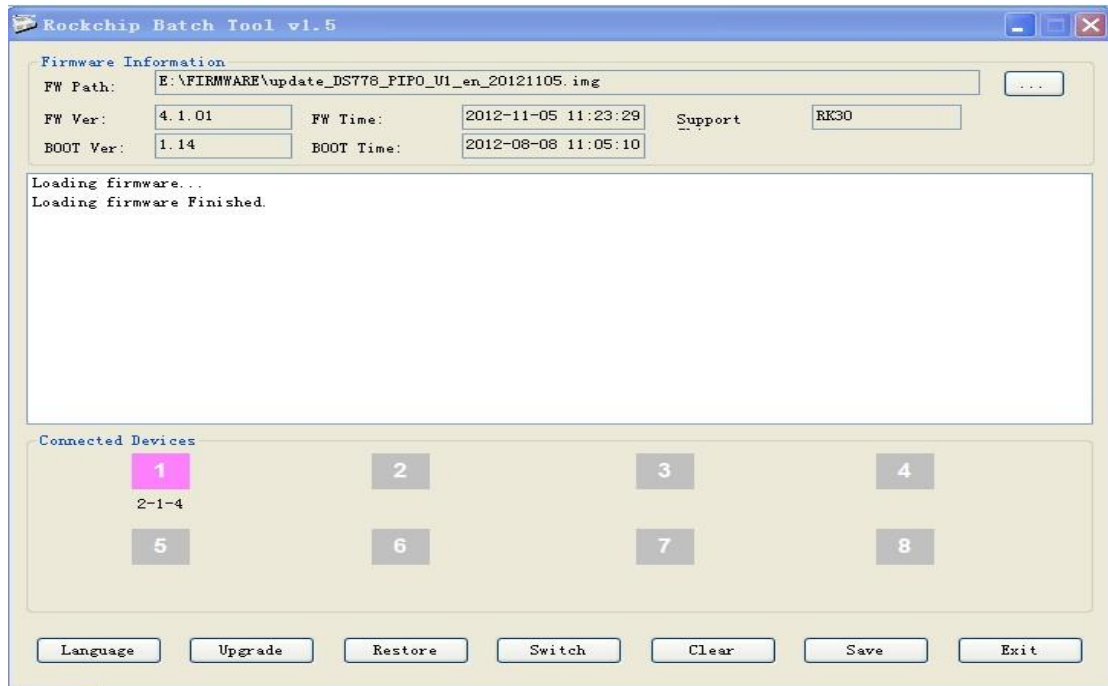 Rockchip Batch Tool v1.5
Firmware Information
FW Path: E:\FIRMWARE\update_DS778_PIPO_U1_en_20121105.img ...
FW Ver: 4.1.01 FW Time: 2012-11-05 11:23:29 Support RK30
BOOT Ver: 1.14 BOOT Time: 2012-08-08 11:05:10
Loading firmware...
Loading firmware Finished.
Connected Devices
1 2 3 4
2-1-4
5 6 7 8
Language Upgrade Restore Switch Clear Save Exit